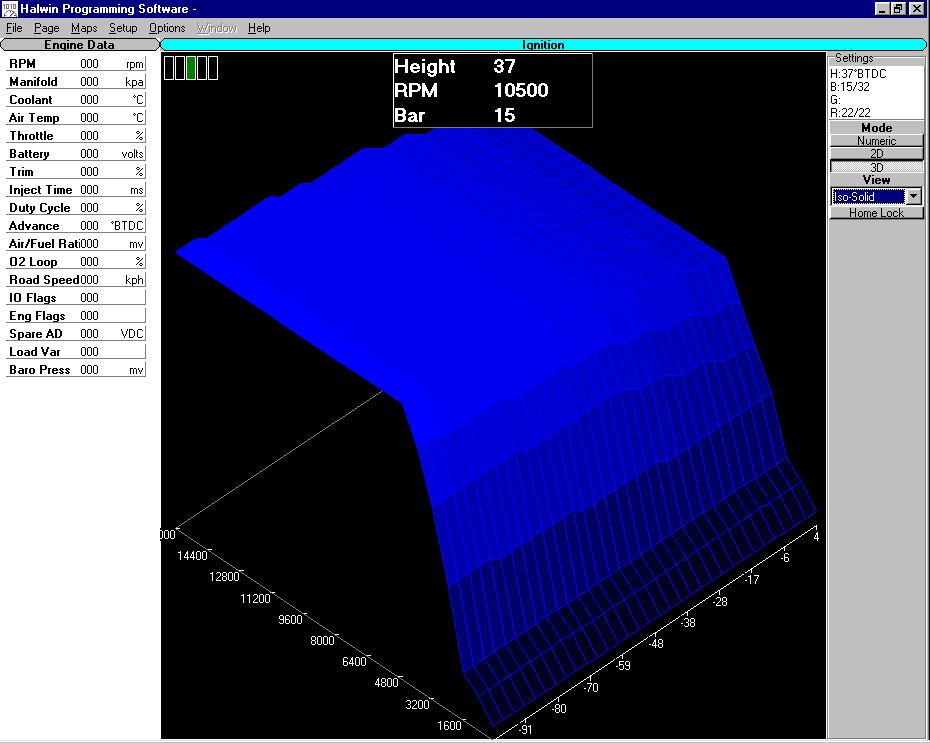 Halwin Programming Software -
File Page Maps Setup Options Window Help
Engine Data
Ignition
RPM 000 rpm
Manifold 000 kpa
Coolant 000 °C
Air Temp 000 °C
Throttle 000 %
Battery 000 volts
Trim 000 %
Inject Time 000 ms
Duty Cycle 000 %
Advance 000 °BTDC
Air/Fuel Rati000 mv
O2 Loop 000 %
Road Speed000 kph
IO Flags 000
Eng Flags 000
Spare AD 000 VDC
Load Var 000
Baro Press 000 mv
Height 37
RPM 10500
Bar 15
000
14400
12800
11200
9600
8000
6400
4800
3200
1600
4
-6
-17
-28
-38
-48
-59
-70
-80
-91
Settings
H:37°BTDC
B:15/32
G:
R:22/22
Mode
Numeric
2D
3D
View
Iso-Solid
Home Lock